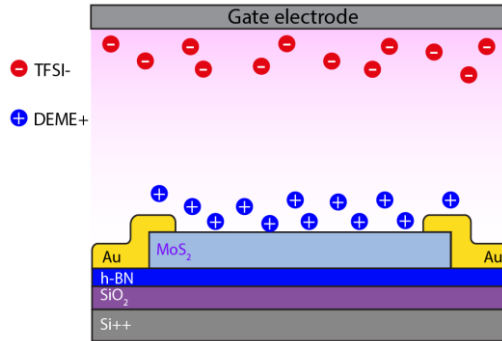 Gate electrode
− TFSI-
+ DEME+
Au
MoS₂
Au
h-BN
SiO₂
Si++